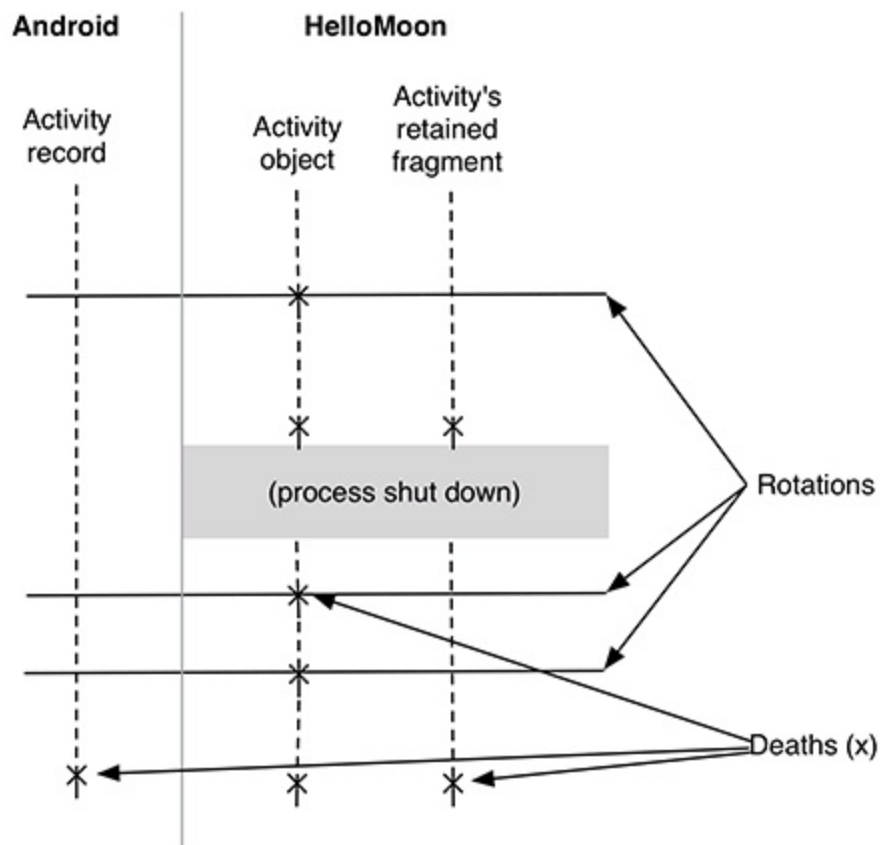 Android
HelloMoon
Activity
record
Activity
object
Activity's
retained
fragment
(process shut down)
Rotations
Deaths (x)